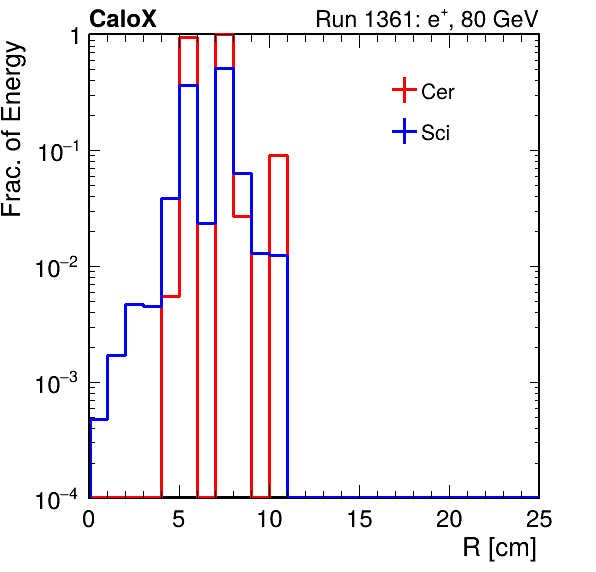 CaloX Run 1361: e⁺, 80 GeV
Frac. of Energy
1
10⁻¹
10⁻²
10⁻³
10⁻⁴
Cer
Sci
0 5 10 15 20 25
R [cm]